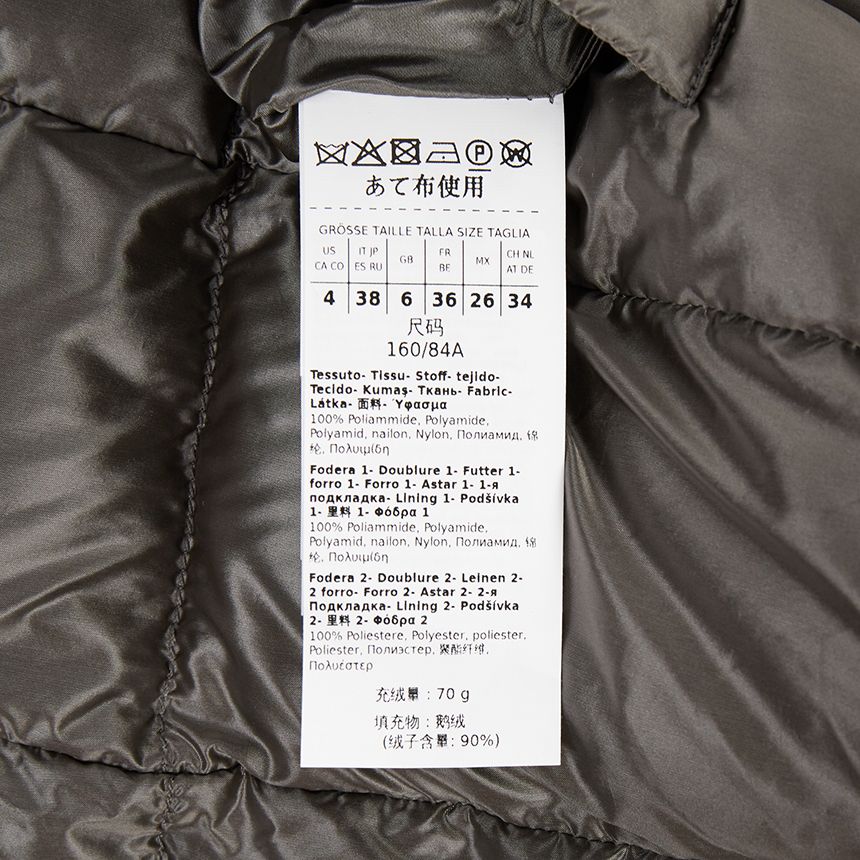 P W
あて布使用
GRÖSSE TAILLE TALLA SIZE TAGLIA
US IT JP GB FR MX CH NL
CA CO ES RU BE AT DE
4 38 6 36 26 34
尺码
160/84A
Tessuto- Tissu- Stoff- tejido-
Tecido- Kumaş- Ткань- Fabric-
Látka- 面料- Ύφασμα
100% Poliammide, Polyamide,
Polyamid, nailon, Nylon, Полиамид, 锦
纶, Πολυιμίδη
Fodera 1- Doublure 1- Futter 1-
forro 1- Forro 1- Astar 1- 1-я
подкладка- Lining 1- Podšívka
1- 里料 1- Φόδρα 1
100% Poliammide, Polyamide,
Polyamid, nailon, Nylon, Полиамид, 锦
纶, Πολυιμίδη
Fodera 2- Doublure 2- Leinen 2-
2 forro- Forro 2- Astar 2- 2-я
Подкладка- Lining 2- Podšívka
2- 里料 2- Φόδρα 2
100% Poliestere, Polyester, poliester,
Poliester, Полиэстер, 聚酯纤维,
Πολυέστερ
充绒量 : 70 g
填充物 : 鹅绒
(绒子含量: 90%)